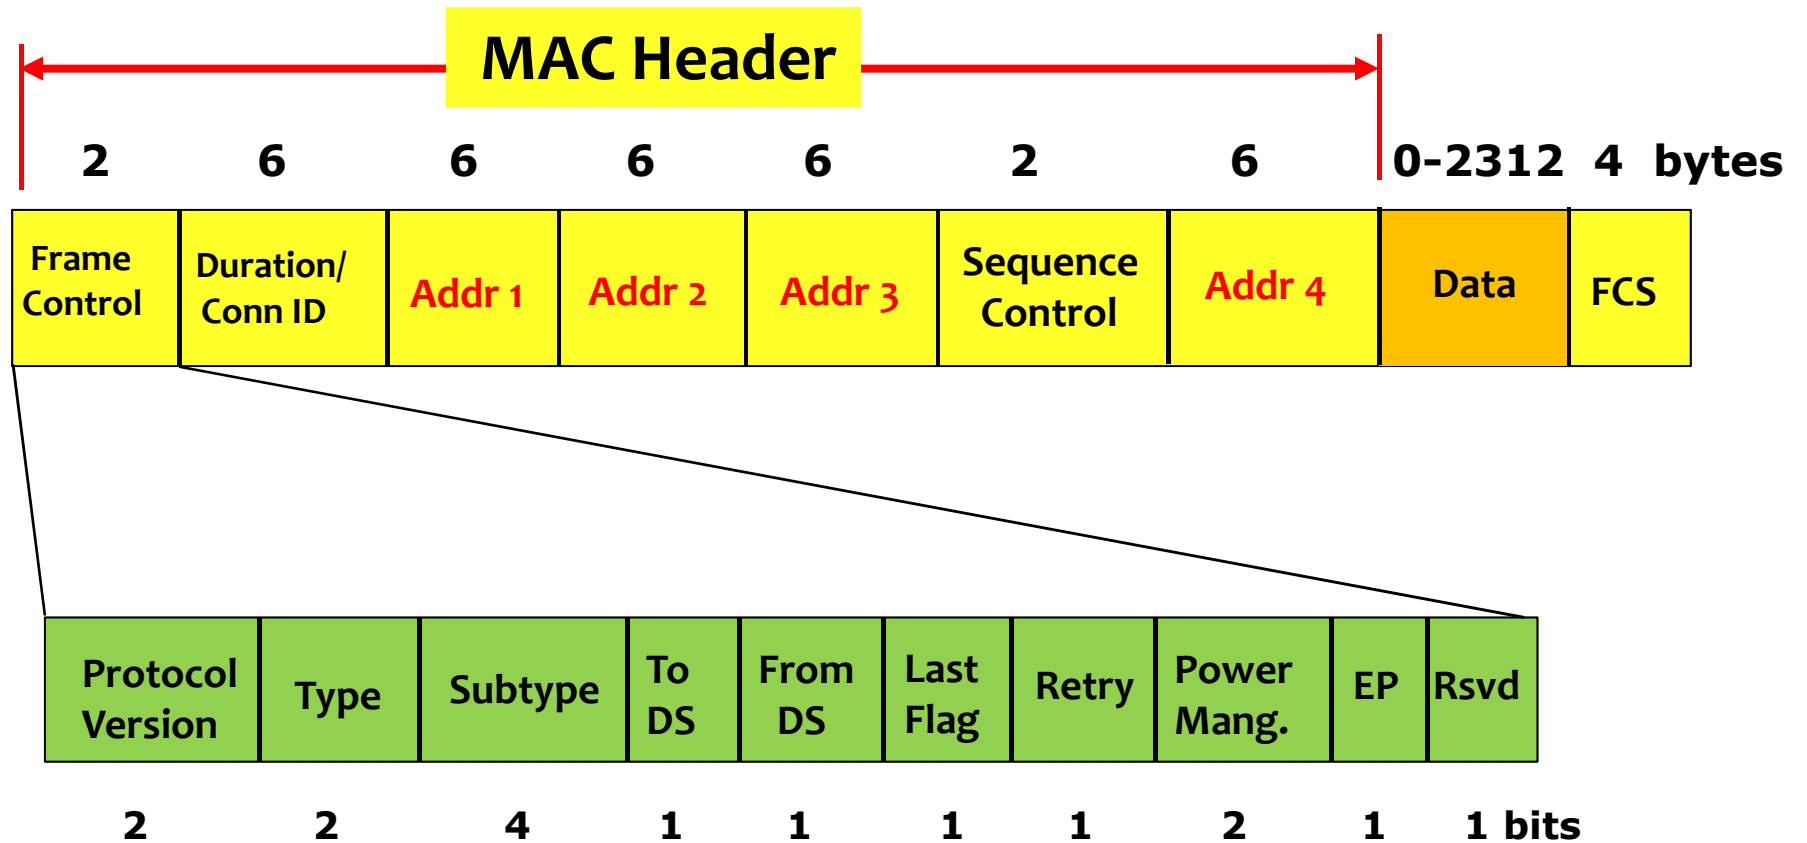 MAC Header
2 6 6 6 6 2 6 0-2312 4 bytes
Frame
Control
Duration/
Conn ID
Addr 1
Addr 2
Addr 3
Sequence
Control
Addr 4
Data
FCS
Protocol
Version
Type
Subtype
To
DS
From
DS
Last
Flag
Retry
Power
Mang.
EP
Rsvd
2 2 4 1 1 1 1 2 1 1 bits